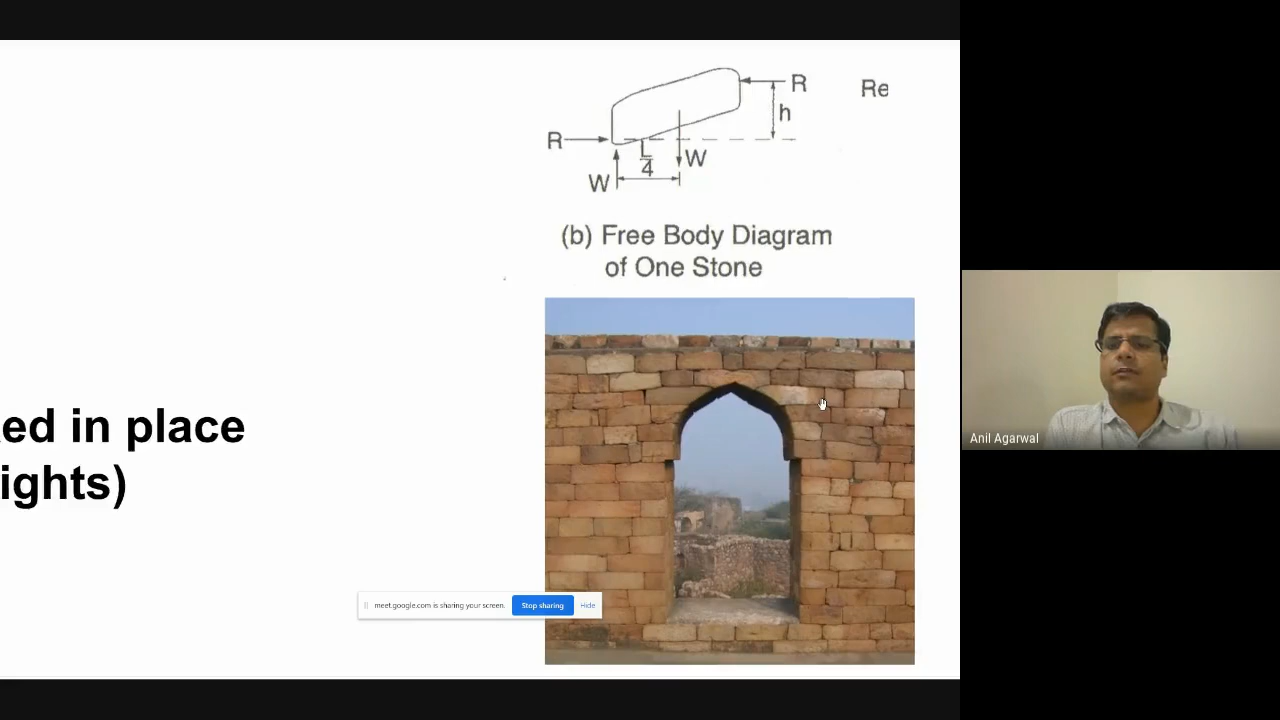 R
h
Re
R
L
4
W
W
(b) Free Body Diagram
of One Stone
ed in place
ights)
meet.google.com is sharing your screen. Stop sharing Hide
Anil Agarwal